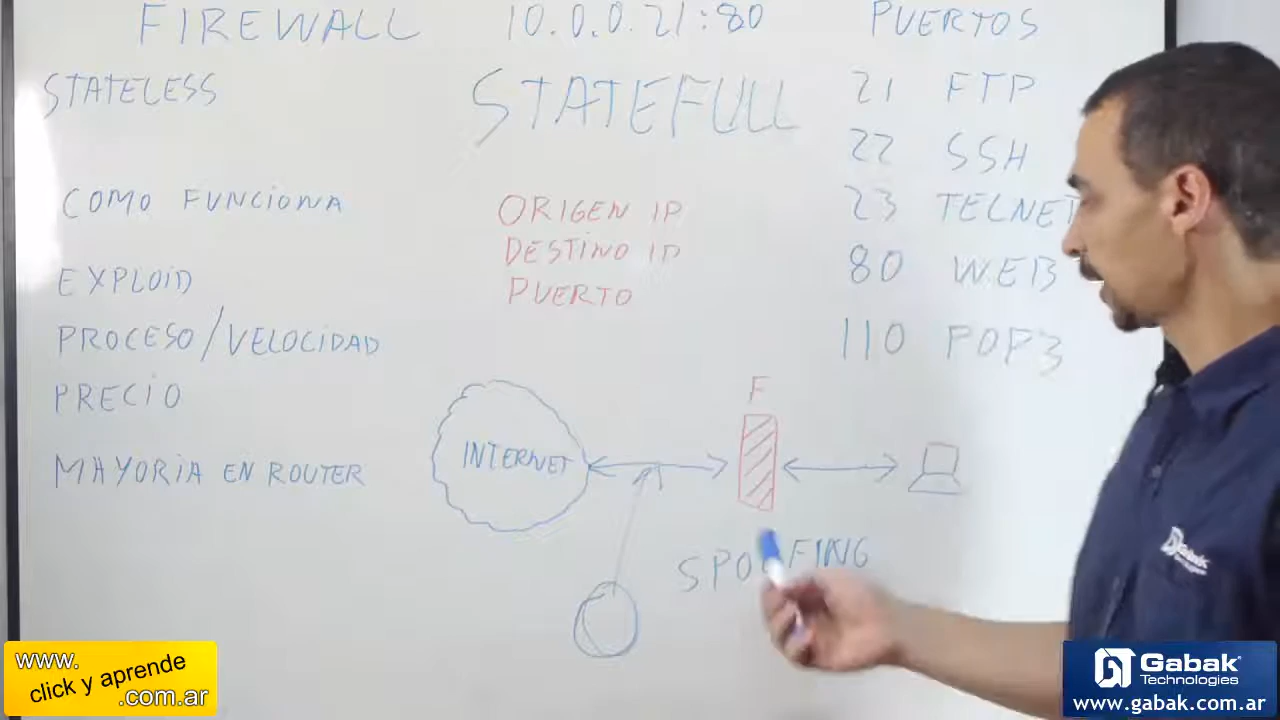 FIREWALL 10.0.0.21:80 PUERTOS
STATELESS
STATEFULL
21 FTP
22 SSH
23 TELNET
80 WEB
110 POP3
COMO FUNCIONA
EXPLOID
PROCESO/VELOCIDAD
PRECIO
MAYORIA EN ROUTER
ORIGEN IP
DESTINO IP
PUERTO
F
INTERNET
SPOOFING
Gabak
www.
click y aprende
.com.ar
Gabak
Technologies
www.gabak.com.ar